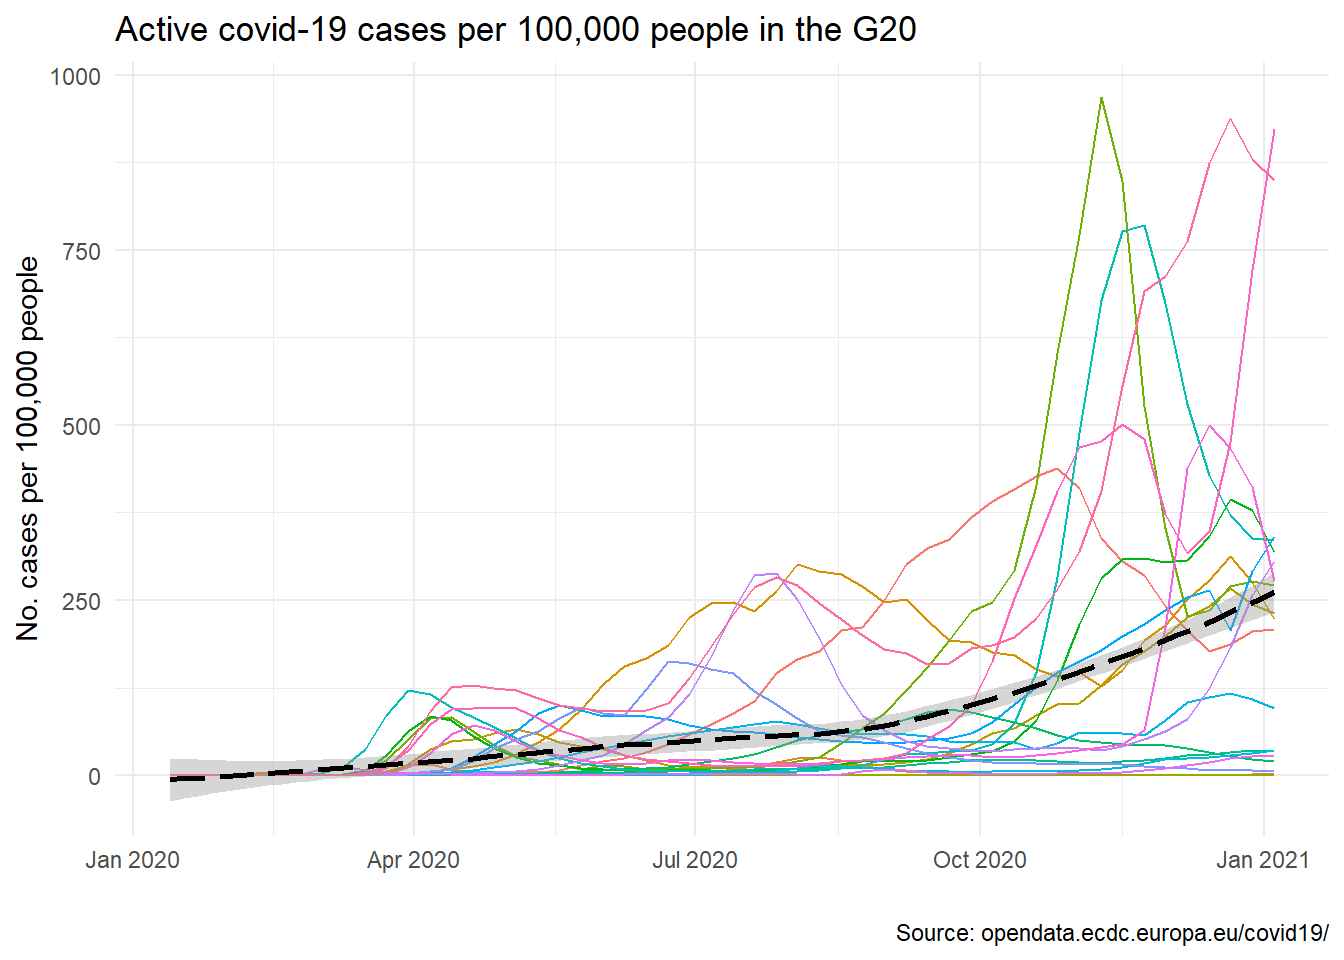 Active covid-19 cases per 100,000 people in the G20
No. cases per 100,000 people
1000
750
500
250
0
Jan 2020 Apr 2020 Jul 2020 Oct 2020 Jan 2021
Source: opendata.ecdc.europa.eu/covid19/